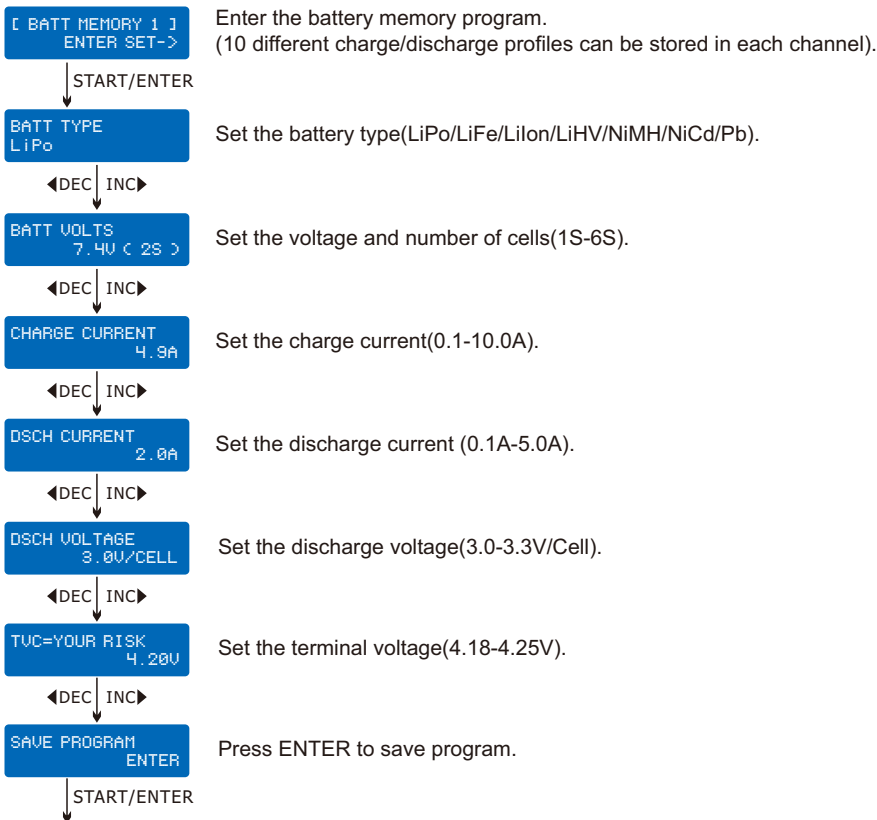 [ BATT MEMORY 1 ]
ENTER SET->
Enter the battery memory program.
(10 different charge/discharge profiles can be stored in each channel).
START/ENTER
BATT TYPE
LiPo
Set the battery type(LiPo/LiFe/LiIon/LiHV/NiMH/NiCd/Pb).
◀DEC INC▶
BATT VOLTS
7.4V ( 2S )
Set the voltage and number of cells(1S-6S).
◀DEC INC▶
CHARGE CURRENT
4.9A
Set the charge current(0.1-10.0A).
◀DEC INC▶
DSCH CURRENT
2.0A
Set the discharge current (0.1A-5.0A).
◀DEC INC▶
DSCH VOLTAGE
3.0V/CELL
Set the discharge voltage(3.0-3.3V/Cell).
◀DEC INC▶
TVC=YOUR RISK
4.20V
Set the terminal voltage(4.18-4.25V).
◀DEC INC▶
SAVE PROGRAM
ENTER
Press ENTER to save program.
START/ENTER